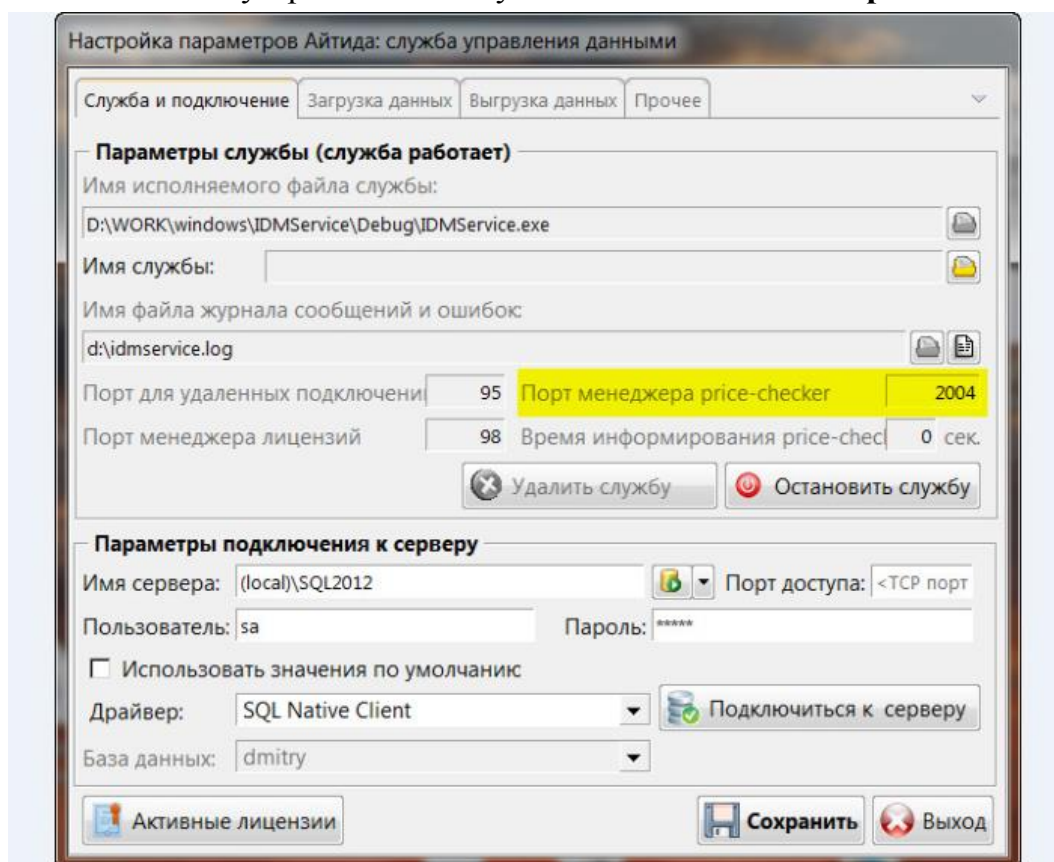 Настройка параметров Айтида: служба управления данными
Служба и подключение Загрузка данных Выгрузка данных Прочее
Параметры службы (служба работает)
Имя исполняемого файла службы:
D:\WORK\windows\IDMService\Debug\IDMService.exe
Имя службы:
Имя файла журнала сообщений и ошибок:
d:\idmservice.log
Порт для удаленных подключени 95 Порт менеджера price-checker 2004
Порт менеджера лицензий 98 Время информирования price-chec 0 сек.
Удалить службу Остановить службу
Параметры подключения к серверу
Имя сервера: (local)\SQL2012 Порт доступа: <TCP порт
Пользователь: sa Пароль: *****
Использовать значения по умолчанию
Драйвер: SQL Native Client Подключиться к серверу
База данных: dmitry
Активные лицензии Сохранить Выход